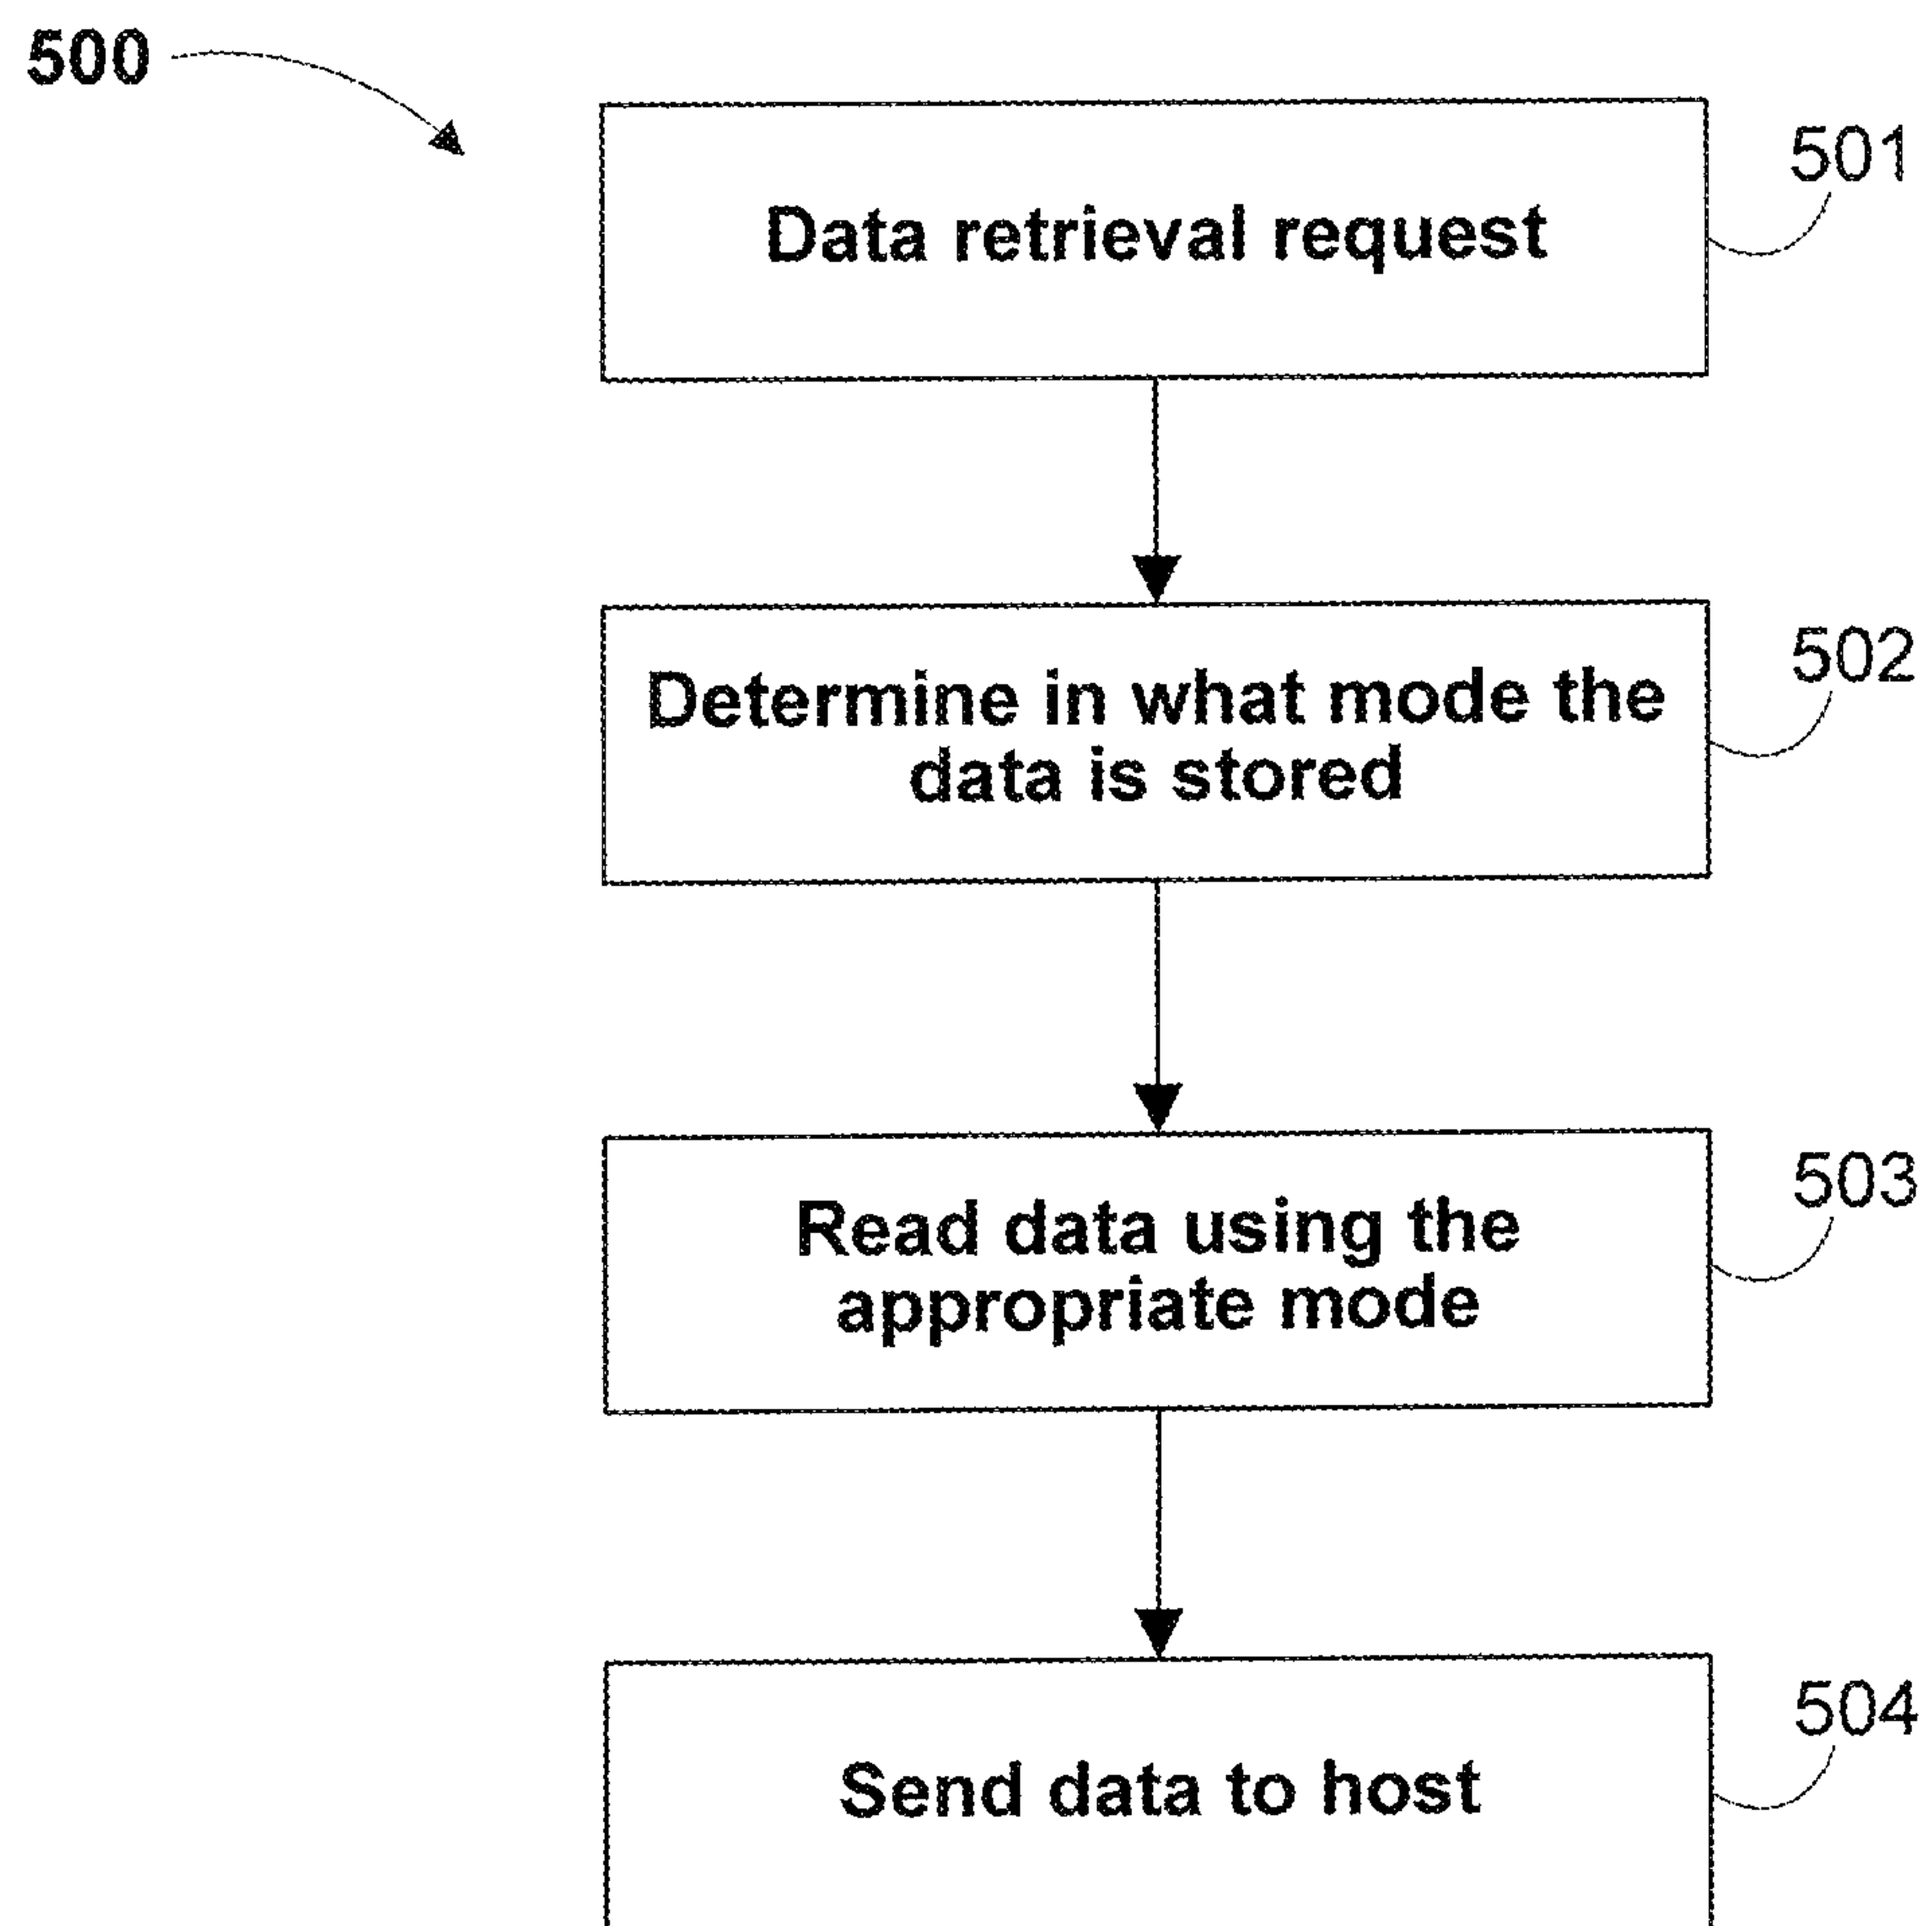 500
Data retrieval request
501
Determine in what mode the
data is stored
502
Read data using the
appropriate mode
503
Send data to host
504